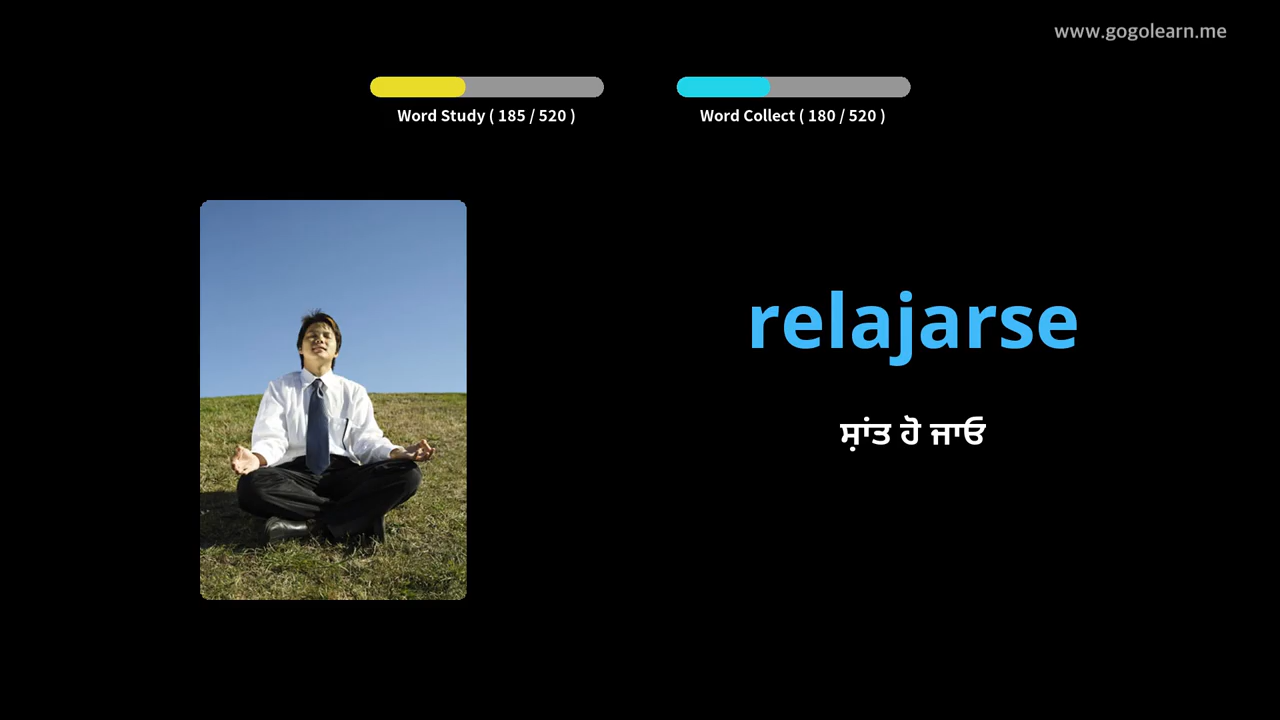 www.gogolearn.me
Word Study ( 185 / 520 )
Word Collect ( 180 / 520 )
relajarse
ਸ਼ਾਂਤ ਹੋ ਜਾਓ